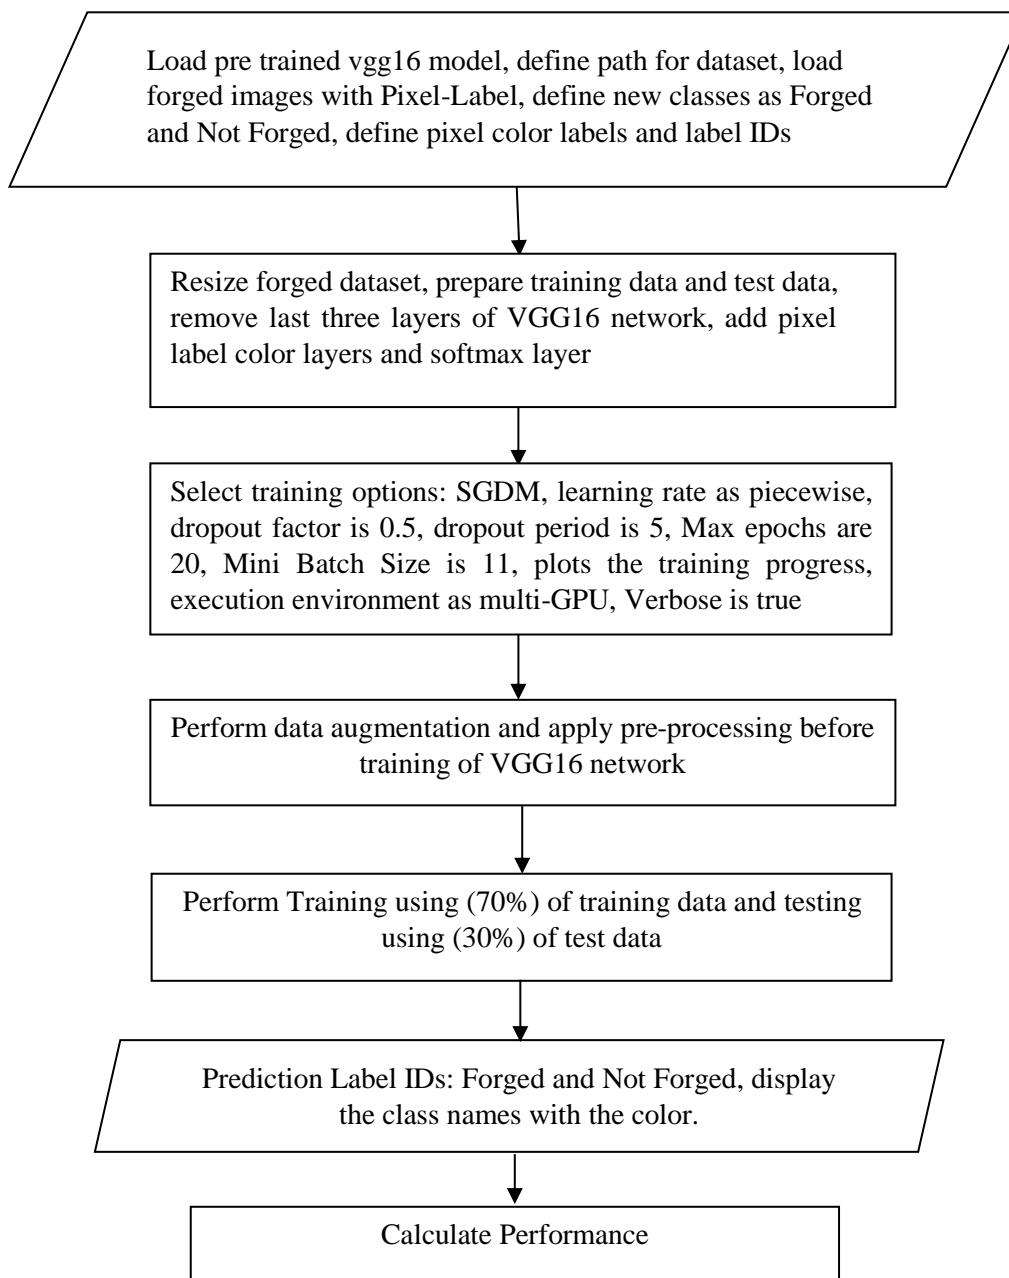 Load pre trained vgg16 model, define path for dataset, load
forged images with Pixel-Label, define new classes as Forged
and Not Forged, define pixel color labels and label IDs
Resize forged dataset, prepare training data and test data,
remove last three layers of VGG16 network, add pixel
label color layers and softmax layer
Select training options: SGDM, learning rate as piecewise,
dropout factor is 0.5, dropout period is 5, Max epochs are
20, Mini Batch Size is 11, plots the training progress,
execution environment as multi-GPU, Verbose is true
Perform data augmentation and apply pre-processing before
training of VGG16 network
Perform Training using (70%) of training data and testing
using (30%) of test data
Prediction Label IDs: Forged and Not Forged, display
the class names with the color.
Calculate Performance